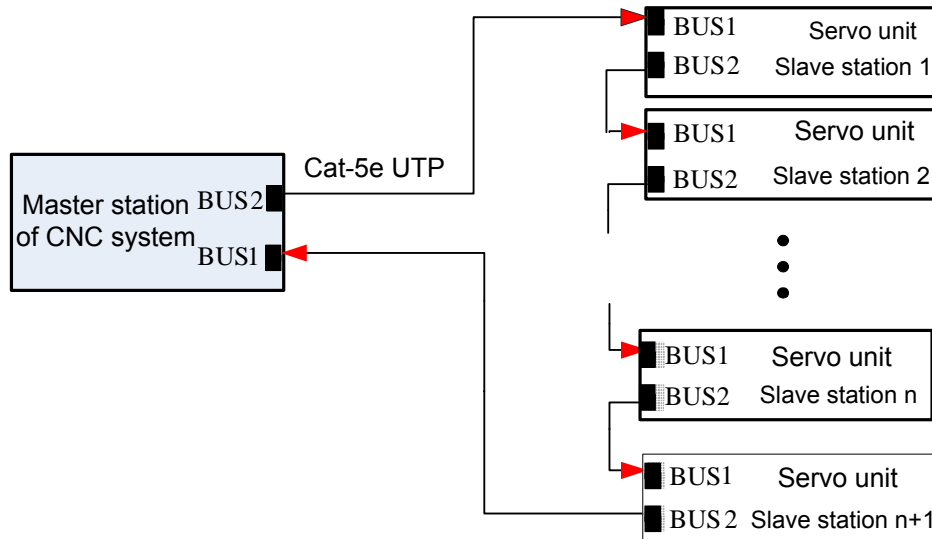 BUS1 Servo unit
BUS2 Slave station 1
BUS1 Servo unit
BUS2 Slave station 2
Cat-5e UTP
Master station
of CNC system
BUS2
BUS1
BUS1 Servo unit
BUS2 Slave station n
BUS1 Servo unit
BUS2 Slave station n+1